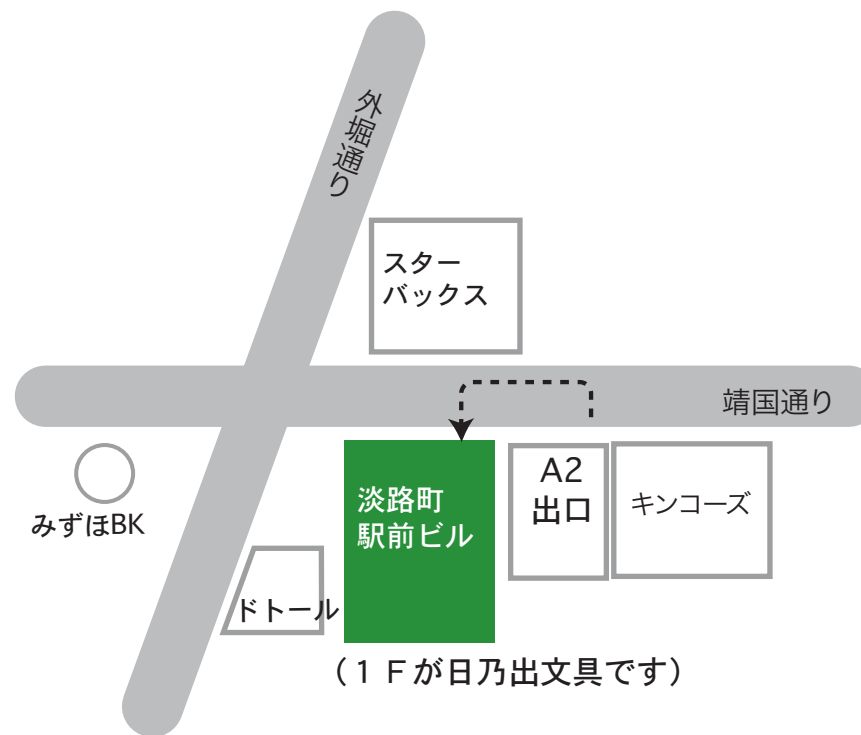 外堀通り
スター
バックス
靖国通り
A2
出口
キンコーズ
淡路町
駅前ビル
みずほBK
ドトール
（１Ｆが日乃出文具です）